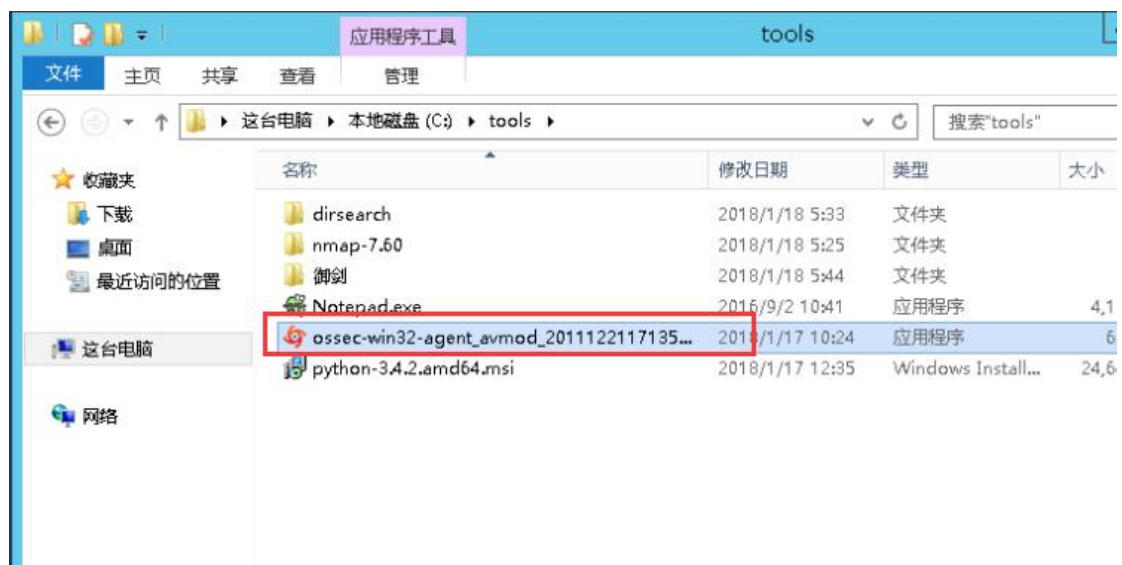 应用程序工具 tools
文件 主页 共享 查看 管理
这台电脑 本地磁盘 (C:) tools 搜索"tools"
收藏夹
下载
桌面
最近访问的位置
这台电脑
网络
名称 修改日期 类型 大小
dirsearch 2018/1/18 5:33 文件夹
nmap-7.60 2018/1/18 5:25 文件夹
御剑 2018/1/18 5:44 文件夹
Notepad.exe 2016/9/2 10:41 应用程序 4,1
ossec-win32-agent_avmod_2011122117135... 2018/1/17 10:24 应用程序 6
python-3.4.2.amd64.msi 2018/1/17 12:35 Windows Install... 24,6